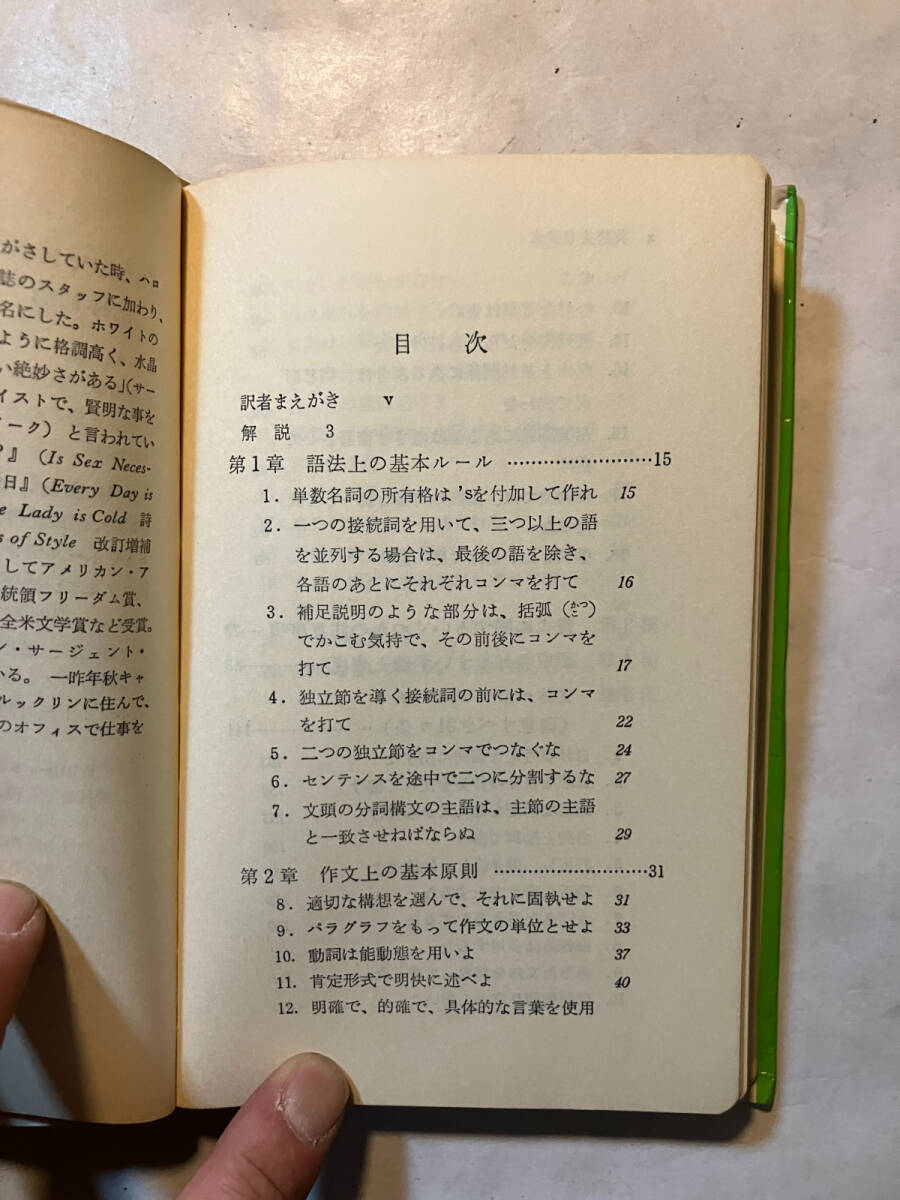 がさしていた時、ハロ
誌のスタッフに加わり、
名にした。ホワイトの
ように格調高く、水晶
い絶妙さがある」(サー
イストで、賢明な事を
ィーク) と言われてい
?』 (Is Sex Neces-
日』(Every Day is
e Lady is Cold 詩
s of Style 改訂増補
してアメリカン・ア
統領フリーダム賞、
全米文学賞など受賞。
ン・サージェント・
いる。 一昨年秋キャ
ルックリンに住んで、
のオフィスで仕事を
目 次
訳者まえがき v
解 説 3
第1章 語法上の基本ルール ………………………15
1. 単数名詞の所有格は 'sを付加して作れ 15
2. 一つの接続詞を用いて、三つ以上の語
を並列する場合は、最後の語を除き、
各語のあとにそれぞれコンマを打て 16
3. 補足説明のような部分は、括弧 (きつ)
でかこむ気持で、その前後にコンマを
打て 17
4. 独立節を導く接続詞の前には、コンマ
を打て 22
5. 二つの独立節をコンマでつなぐな 24
6. センテンスを途中で二つに分割するな 27
7. 文頭の分詞構文の主語は、主節の主語
と一致させねばならぬ 29
第2章 作文上の基本原則 ………………………31
8. 適切な構想を選んで、それに固執せよ 31
9. パラグラフをもって作文の単位とせよ 33
10. 動詞は能動態を用いよ 37
11. 肯定形式で明快に述べよ 40
12. 明確で、的確で、具体的な言葉を使用